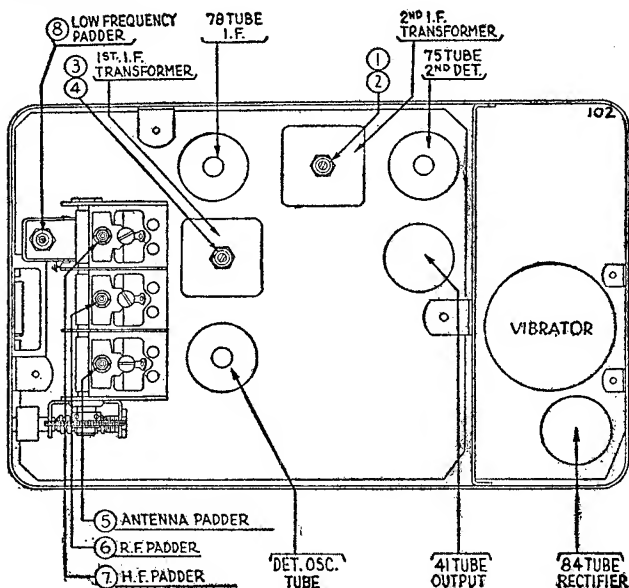 ⑧ LOW FREQUENCY
PADDER
③ 1ST. I.F.
④ TRANSFORMER
78 TUBE
I.F.
①
②
2ND I.F.
TRANSFORMER
75 TUBE
2ND DET.
102
VIBRATOR
⑤ ANTENNA PADDER
⑥ R.F. PADDER
⑦ H.F. PADDER
DET. OSC.
TUBE
41 TUBE
OUTPUT
84 TUBE
RECTIFIER